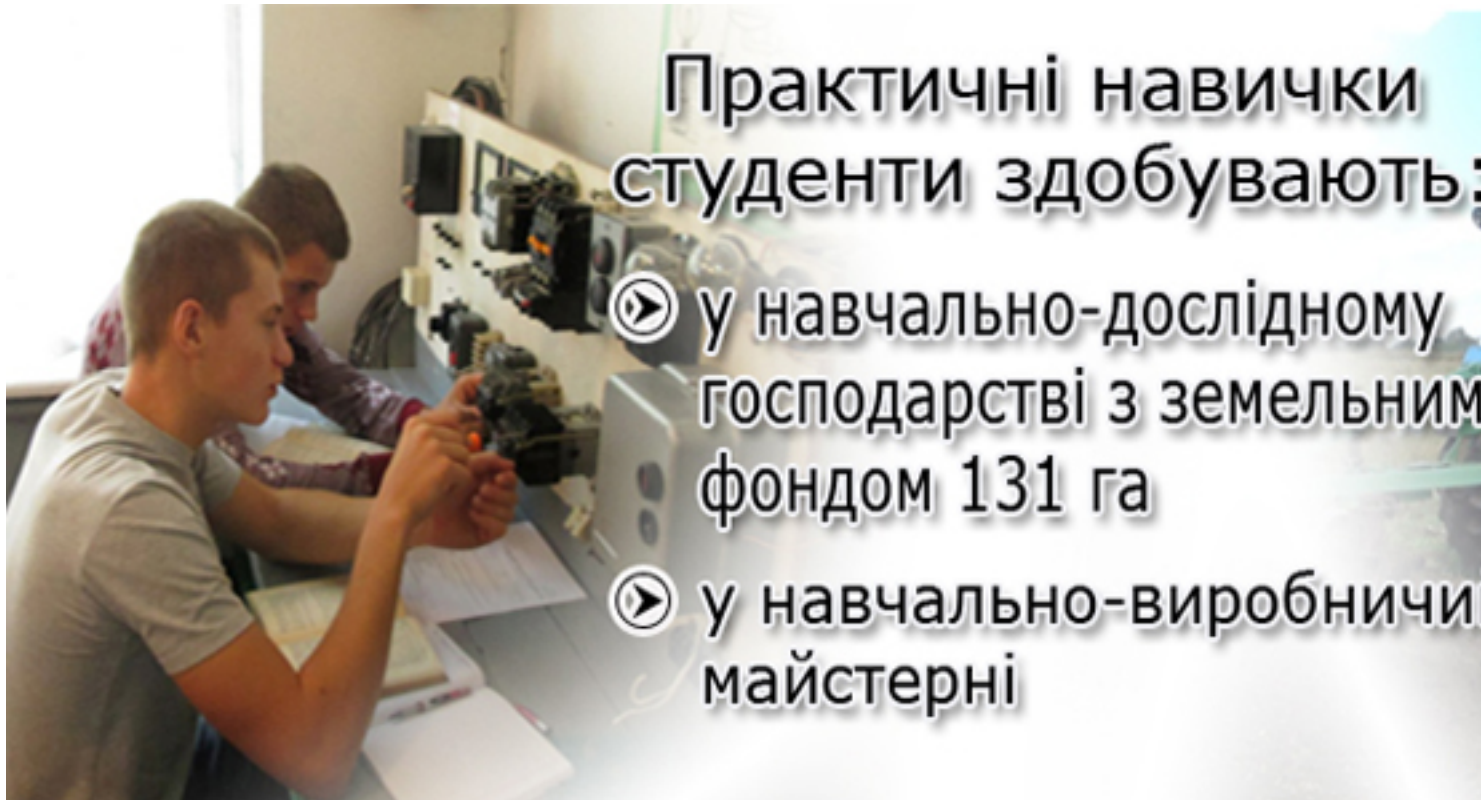 Практичні навички
студенти здобувають:
у навчально-дослідному
господарстві з земельним
фондом 131 га
у навчально-виробничи
майстерні